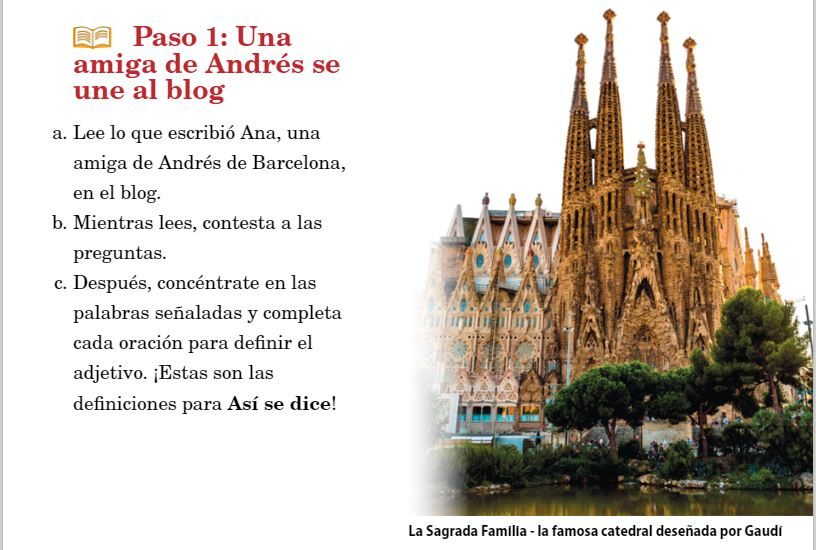 Paso 1: Una
amiga de Andrés se
une al blog
a. Lee lo que escribió Ana, una
amiga de Andrés de Barcelona,
en el blog.
b. Mientras lees, contesta a las
preguntas.
c. Después, concéntrate en las
palabras señaladas y completa
cada oración para definir el
adjetivo. ¡Estas son las
definiciones para Así se dice!
La Sagrada Familia - la famosa catedral deseñada por Gaudí